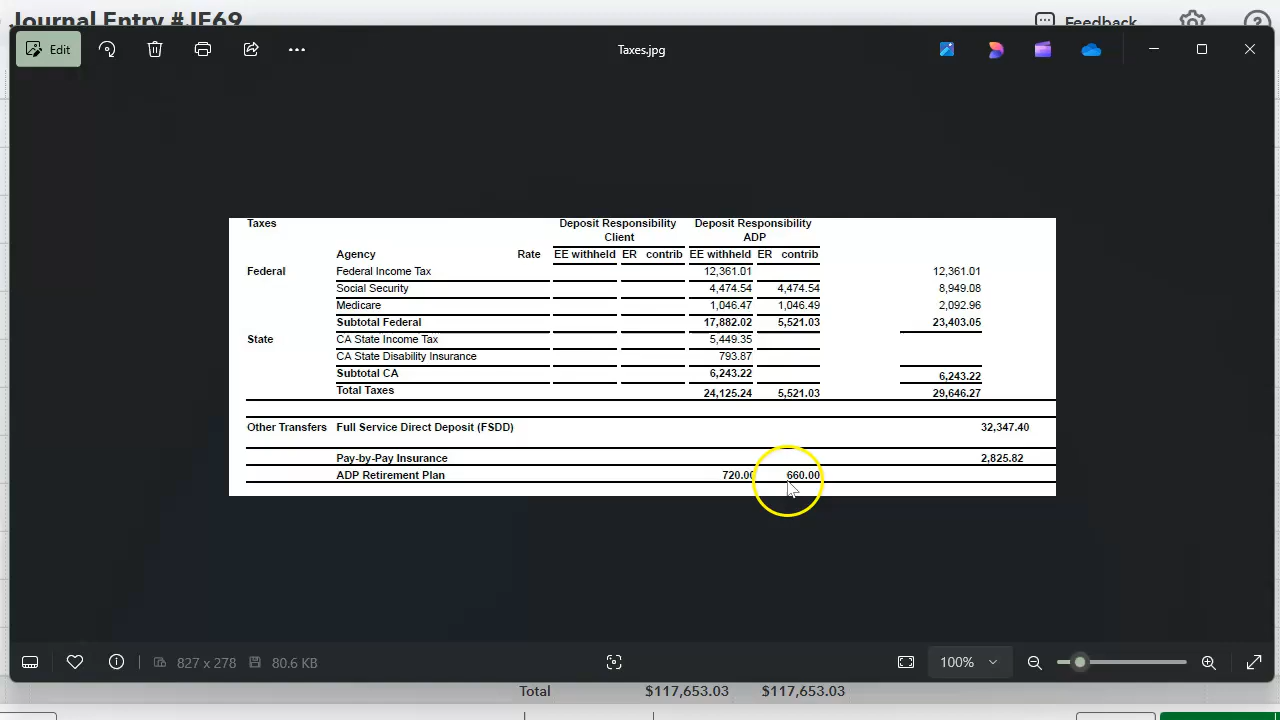 Journal Entry #JE69
Feedback
Edit
Taxes.jpg
Taxes Deposit Responsibility Deposit Responsibility
Client ADP
Agency Rate EE withheld ER contrib EE withheld ER contrib
Federal Federal Income Tax 12,361.01 12,361.01
Social Security 4,474.54 4,474.54 8,949.08
Medicare 1,046.47 1,046.49 2,092.96
Subtotal Federal 17,882.02 5,521.03 23,403.05
State CA State Income Tax 5,449.35
CA State Disability Insurance 793.87
Subtotal CA 6,243.22 6,243.22
Total Taxes 24,125.24 5,521.03 29,646.27
Other Transfers Full Service Direct Deposit (FSDD) 32,347.40
Pay-by-Pay Insurance 2,825.82
ADP Retirement Plan 720.00 660.00
827 x 278 80.6 KB 100%
Total $117,653.03 $117,653.03